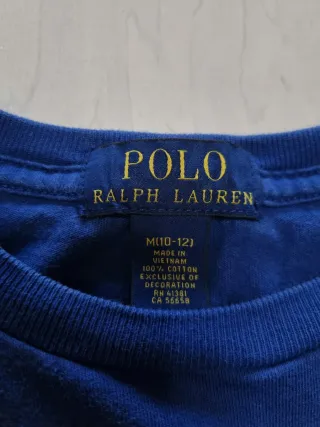 POLO
RALPH LAUREN
M(10-12)
MADE IN
VIETNAM
100% COTTON
EXCLUSIVE OF
DECORATION
RN 41381
CA 56658